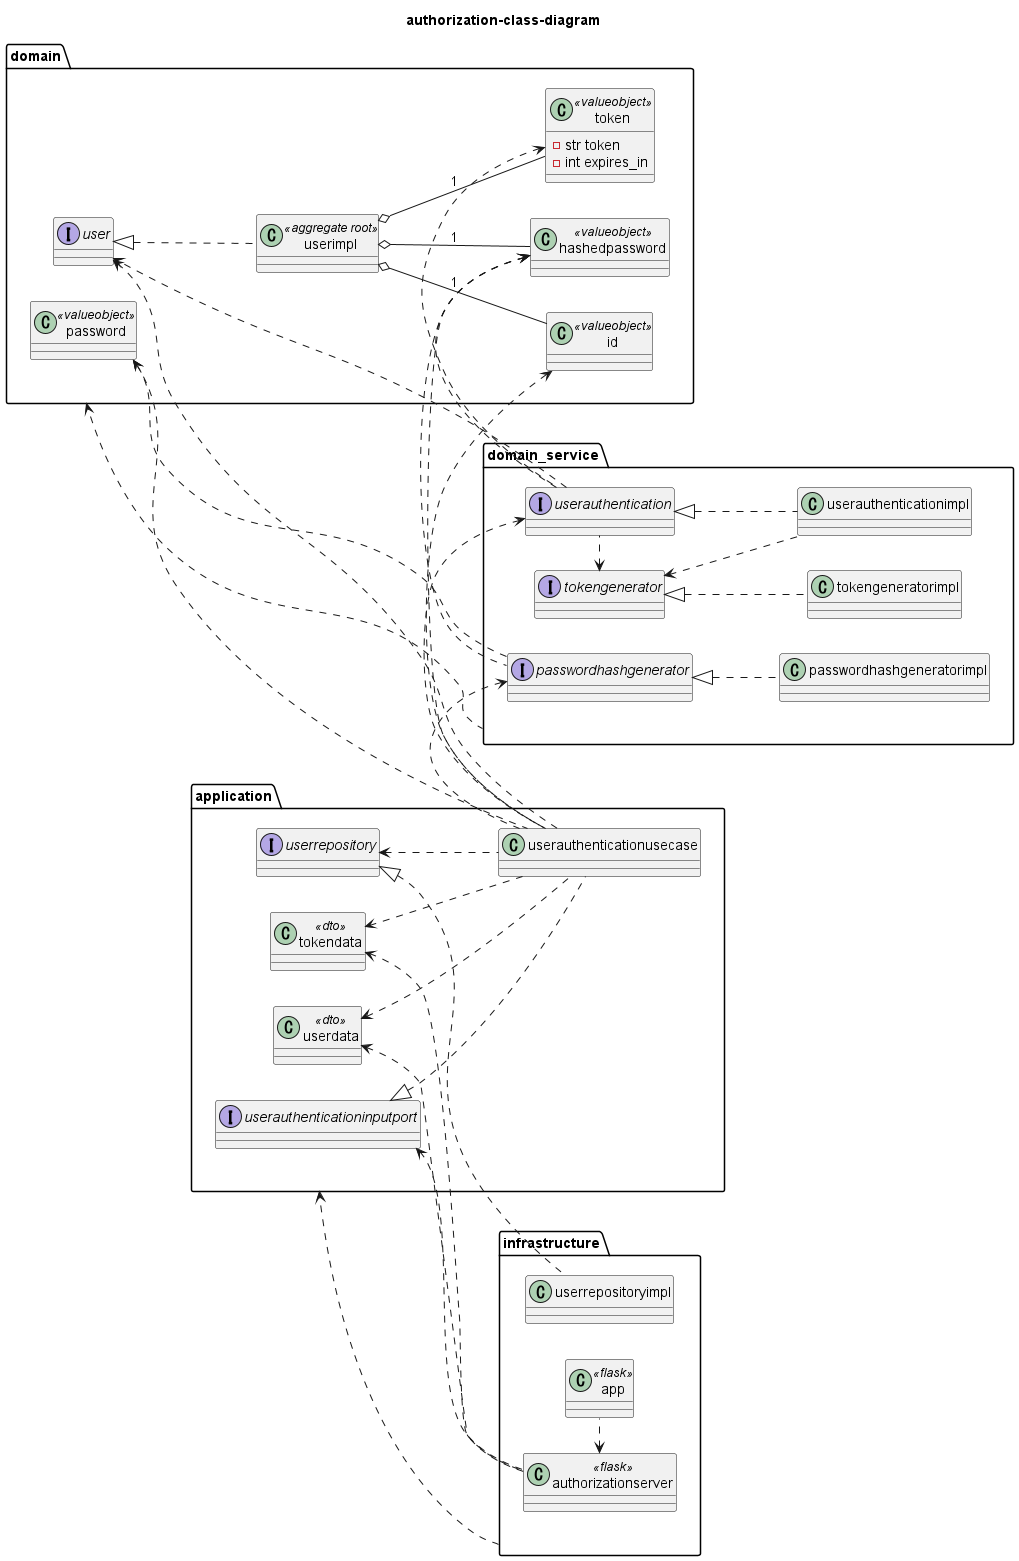 authorization-class-diagram
domain
C «valueobject»
token
str token
int expires_in
1
I user
C «aggregate root»
userimpl
1
C «valueobject»
hashedpassword
1
C «valueobject»
password
C «valueobject»
id
domain_service
I userauthentication
C userauthenticationimpl
I tokengenerator
C tokengeneratorimpl
I passwordhashgenerator
C passwordhashgeneratorimpl
application
I userrepository
C userauthenticationusecase
C «dto»
tokendata
C «dto»
userdata
I userauthenticationinputport
infrastructure
C userrepositoryimpl
C «flask»
app
C «flask»
authorizationserver